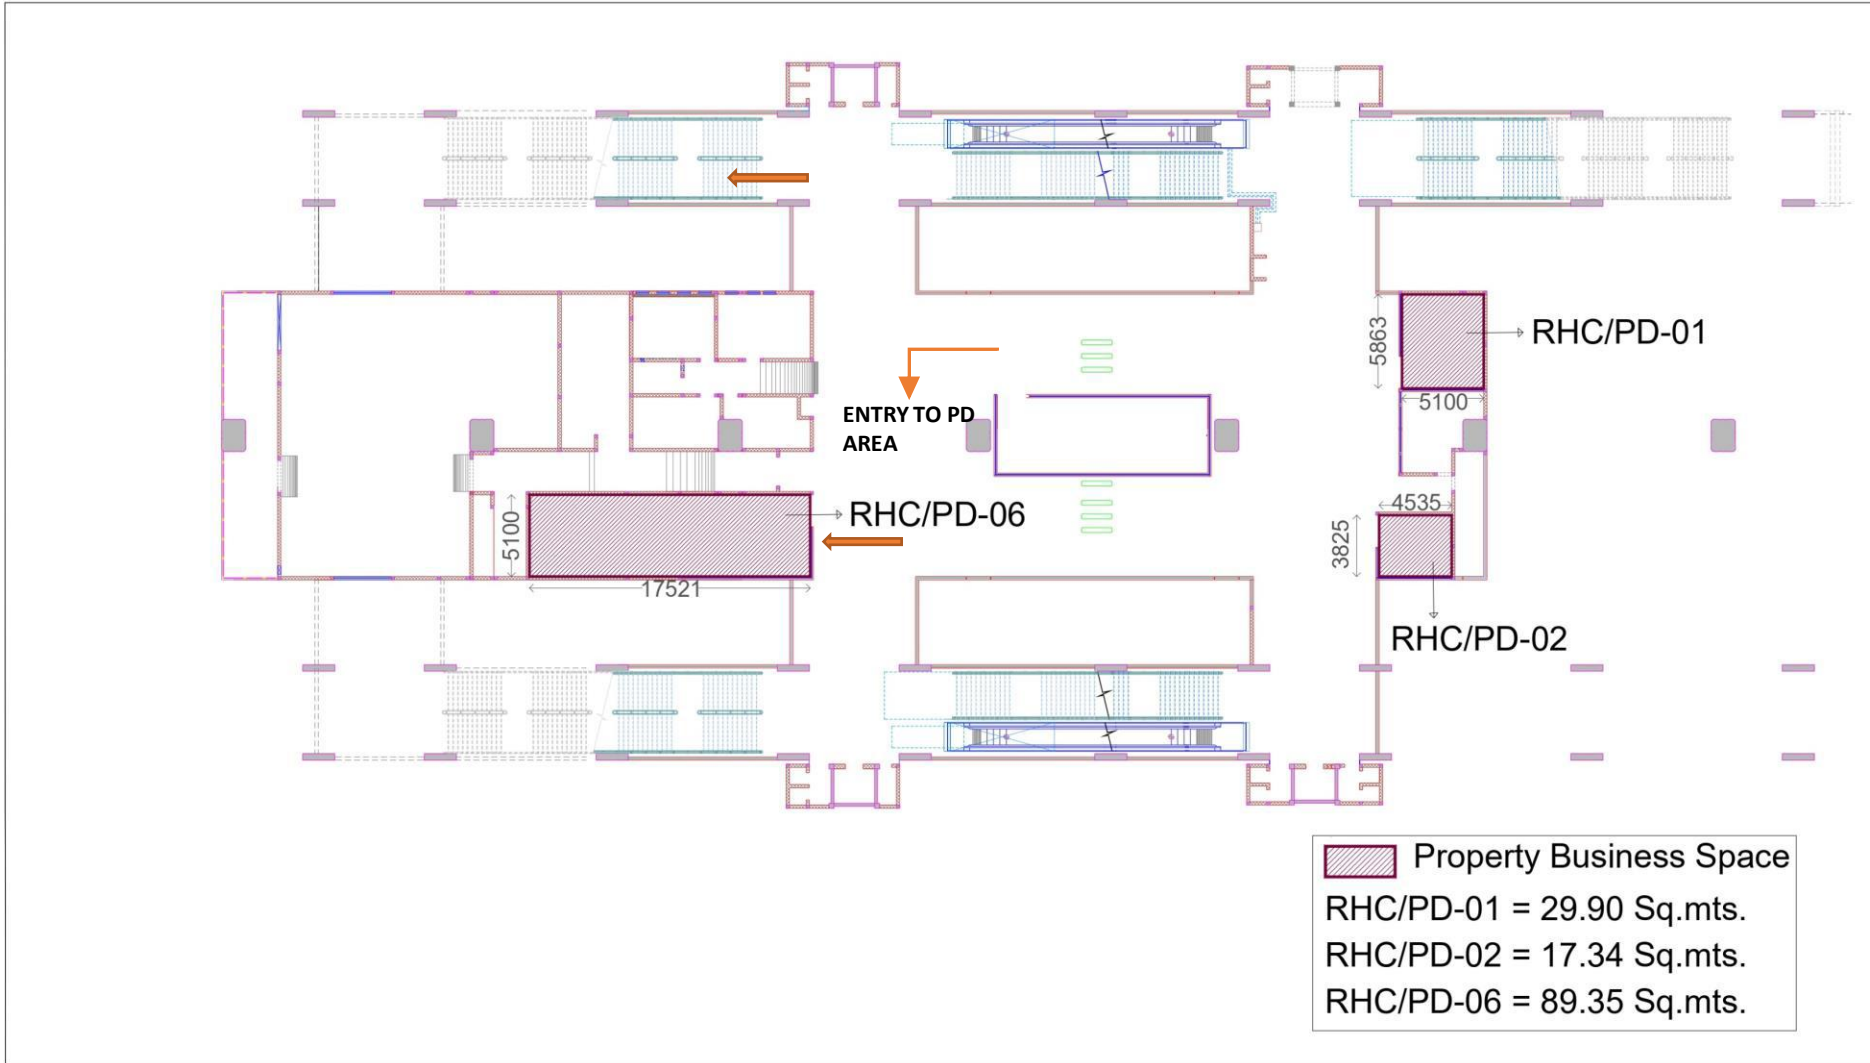 RHC/PD-01
5863
5100
ENTRY TO PD
AREA
4535
RHC/PD-06
5100
3825
17521
RHC/PD-02
Property Business Space
RHC/PD-01 = 29.90 Sq.mts.
RHC/PD-02 = 17.34 Sq.mts.
RHC/PD-06 = 89.35 Sq.mts.